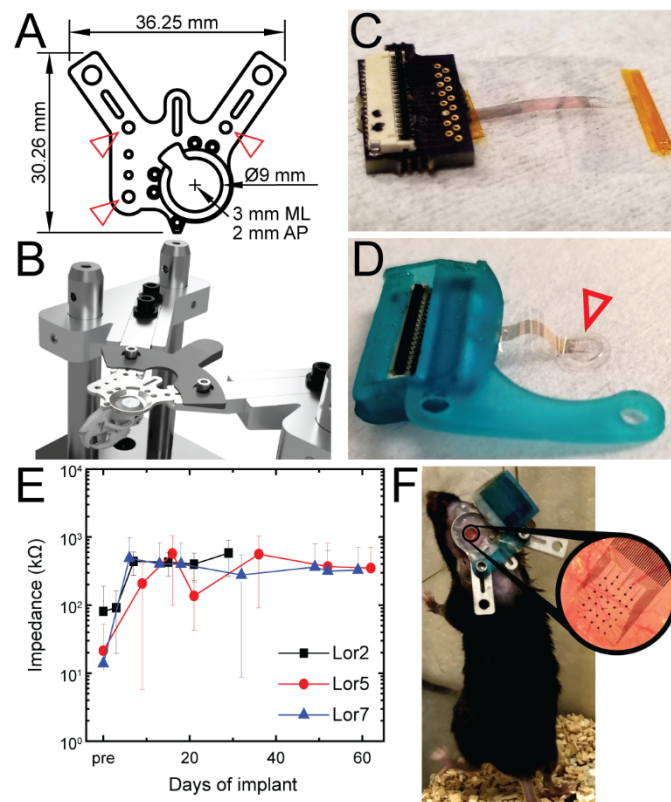 A
36.25 mm
30.26 mm
Ø9 mm
3 mm ML
2 mm AP
B
C
D
E
10⁴
10³
10²
10¹
10⁰
Impedance (kΩ)
Lor2
Lor5
Lor7
pre
20
40
60
Days of implant
F